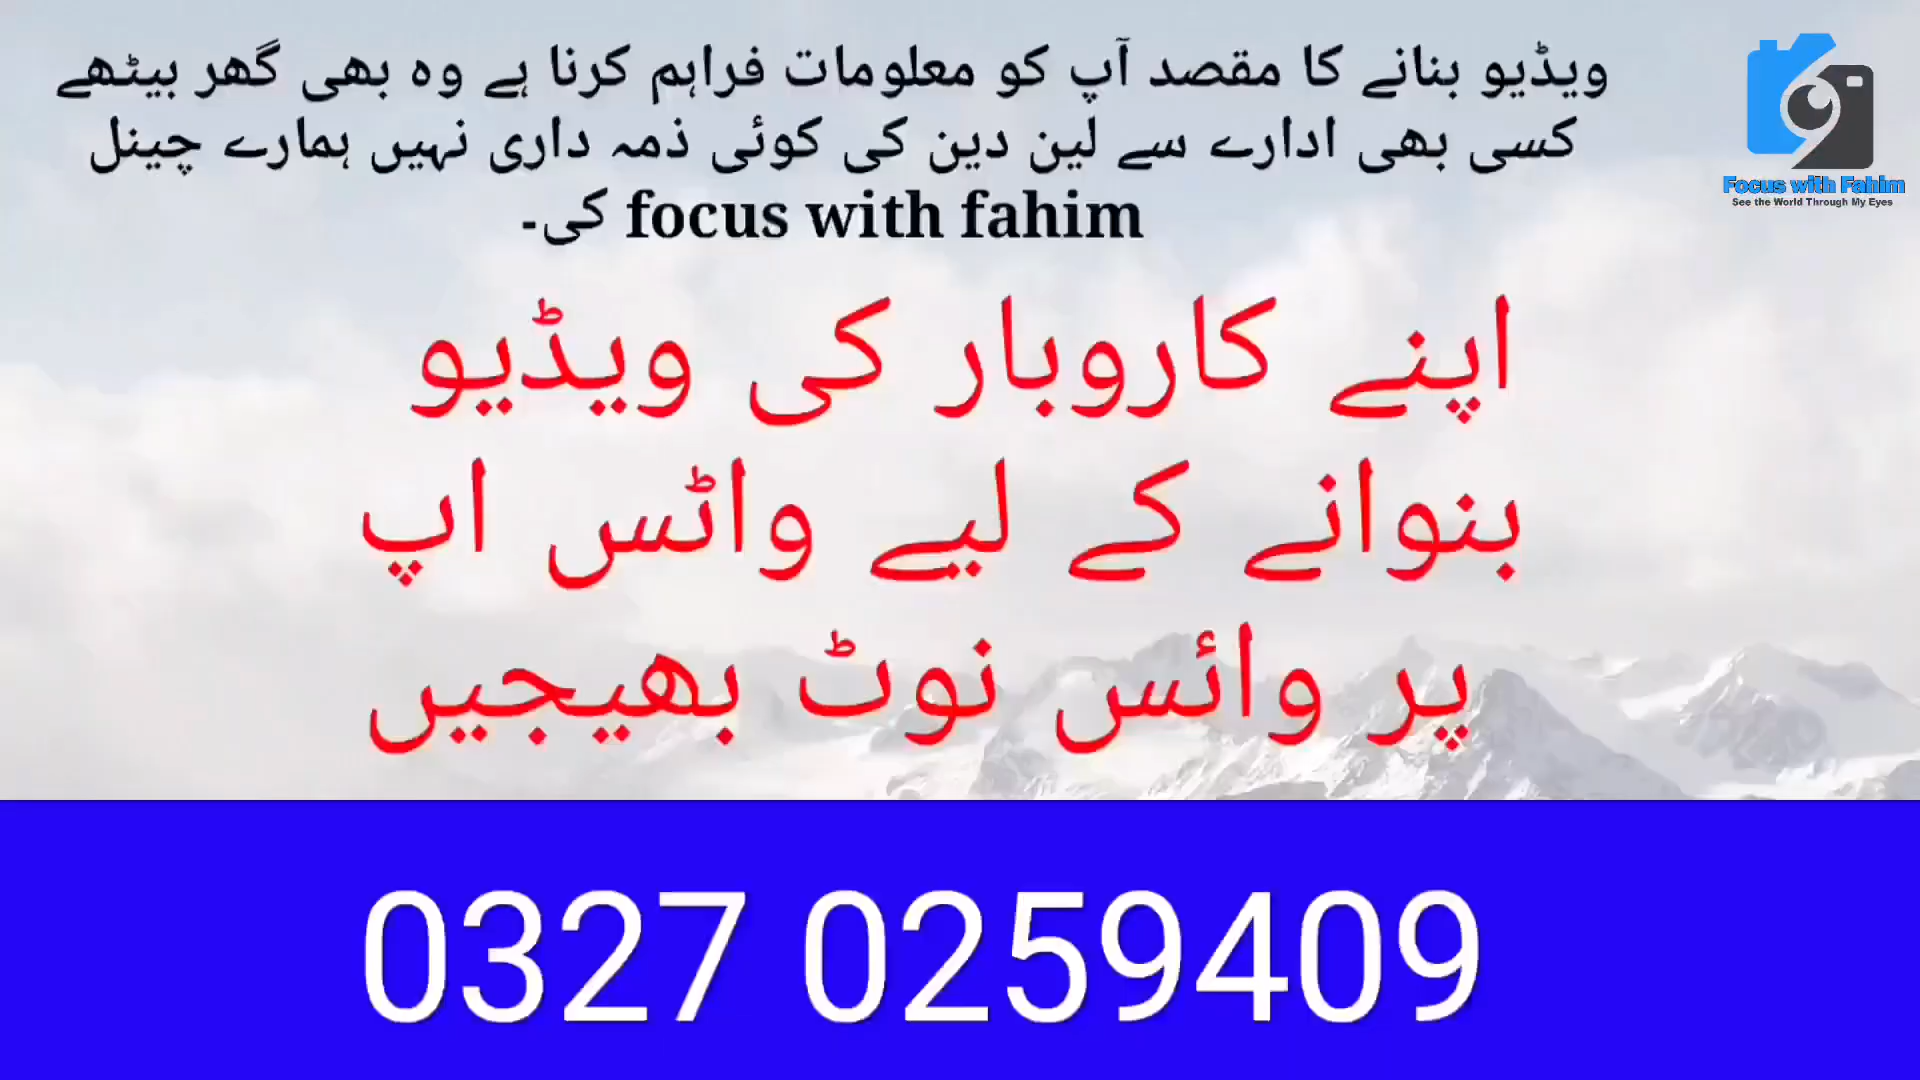 ویڈیو بنانے کا مقصد آپ کو معلومات فراہم کرنا ہے وہ بھی گھر بیٹھے
کسی بھی ادارے سے لین دین کی کوئی ذمہ داری نہیں ہمارے چینل
focus with fahim کی۔
Focus with Fahim
See the World Through My Eyes
اپنے کاروبار کی ویڈیو
بنوانے کے لیے واٹس اپ
پر وائس نوٹ بھیجیں
0327 0259409